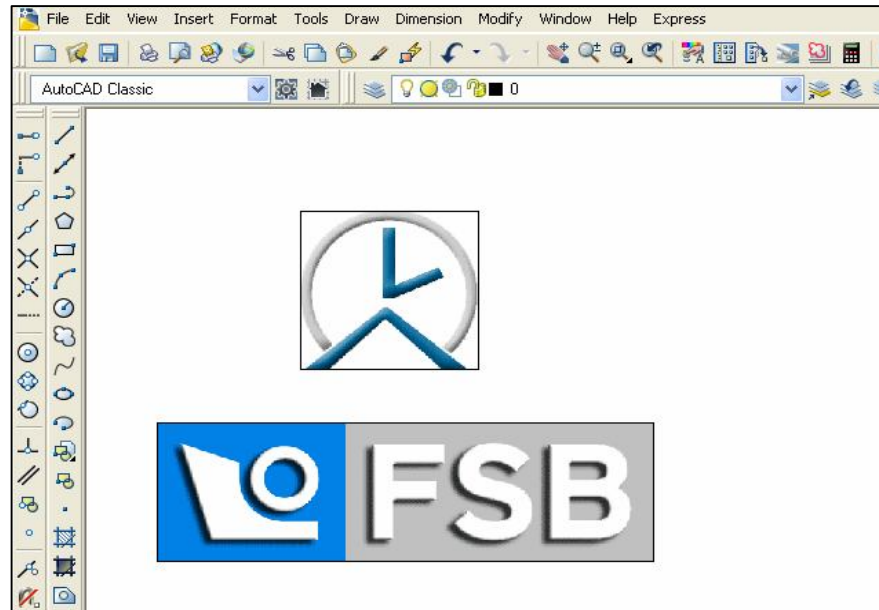 File Edit View Insert Format Tools Draw Dimension Modify Window Help Express
AutoCAD Classic 0
FSB